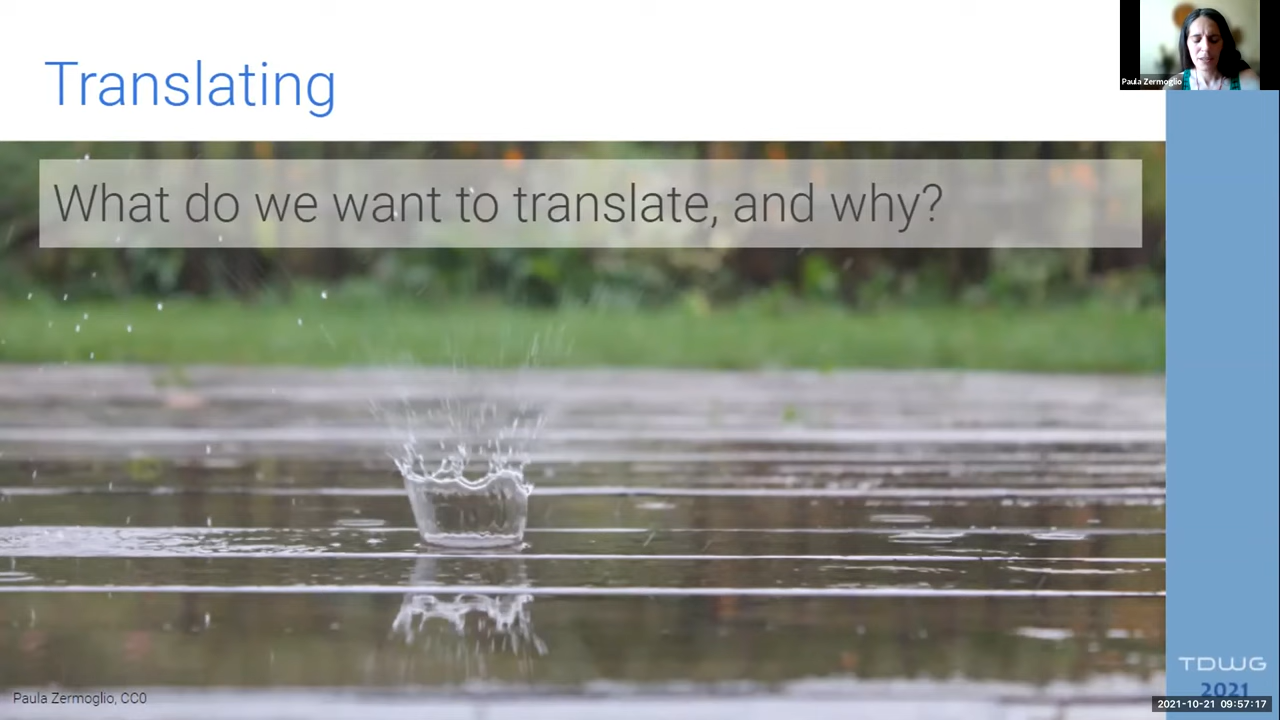 Translating
Paula Zermoglio
What do we want to translate, and why?
Paula Zermoglio, CC0
TDWG
2021
2021-10-21 09:57:17